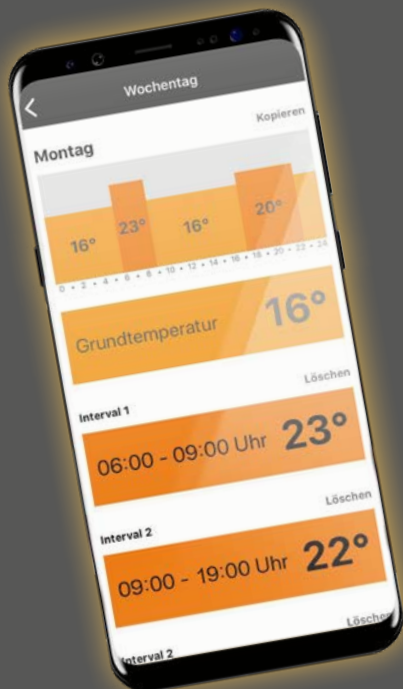 Wochentag
Montag
Kopieren
16°
23°
16°
20°
0 • 2 • 4 • 6 • 8 • 10 • 12 • 14 • 16 • 18 • 20 • 22 • 24
Grundtemperatur 16°
Löschen
Interval 1
06:00 - 09:00 Uhr 23°
Löschen
Interval 2
09:00 - 19:00 Uhr 22°
Löschen
Interval 2